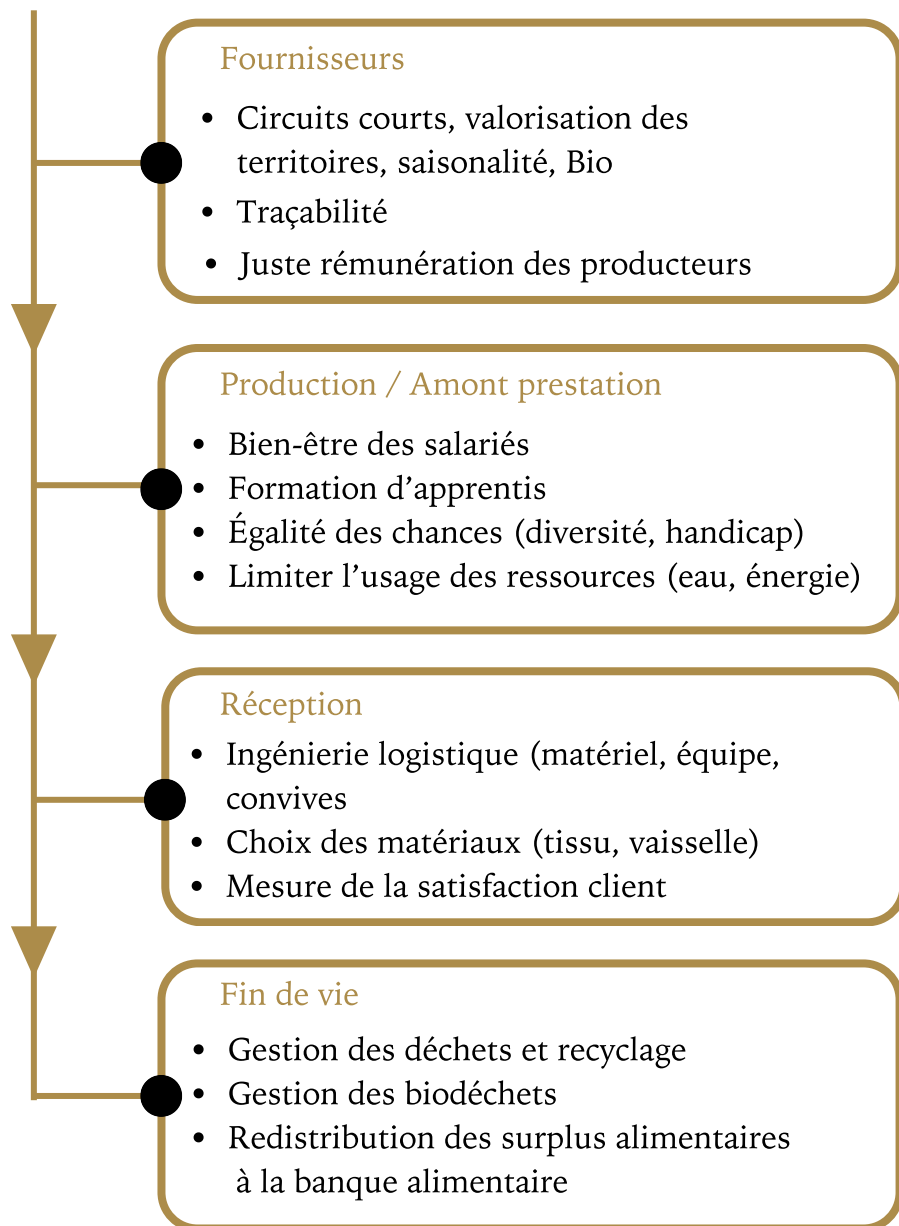 Fournisseurs
• Circuits courts, valorisation des
territoires, saisonalité, Bio
• Traçabilité
• Juste rémunération des producteurs
Production / Amont prestation
• Bien-être des salariés
• Formation d’apprentis
• Égalité des chances (diversité, handicap)
• Limiter l’usage des ressources (eau, énergie)
Réception
• Ingénierie logistique (matériel, équipe,
convives
• Choix des matériaux (tissu, vaisselle)
• Mesure de la satisfaction client
Fin de vie
• Gestion des déchets et recyclage
• Gestion des biodéchets
• Redistribution des surplus alimentaires
à la banque alimentaire